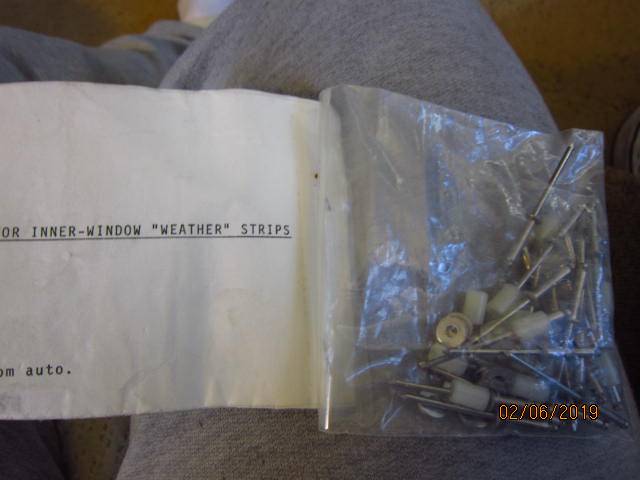 OR INNER-WINDOW "WEATHER" STRIPS
om auto.
02/06/2019